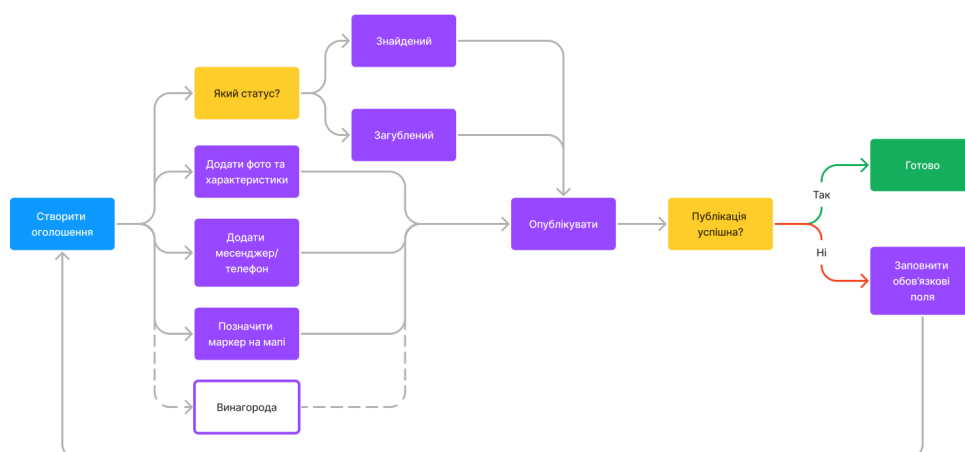 Знайдений
Який статус?
Загублений
Додати фото та
характеристики
Готово
Так
Створити
оголошення
Додати
месенджер/
телефон
Опублікувати
Публікація
успішна?
Ні
Заповнити
обов'язкові
поля
Позначити
маркер на мапі
Винагорода